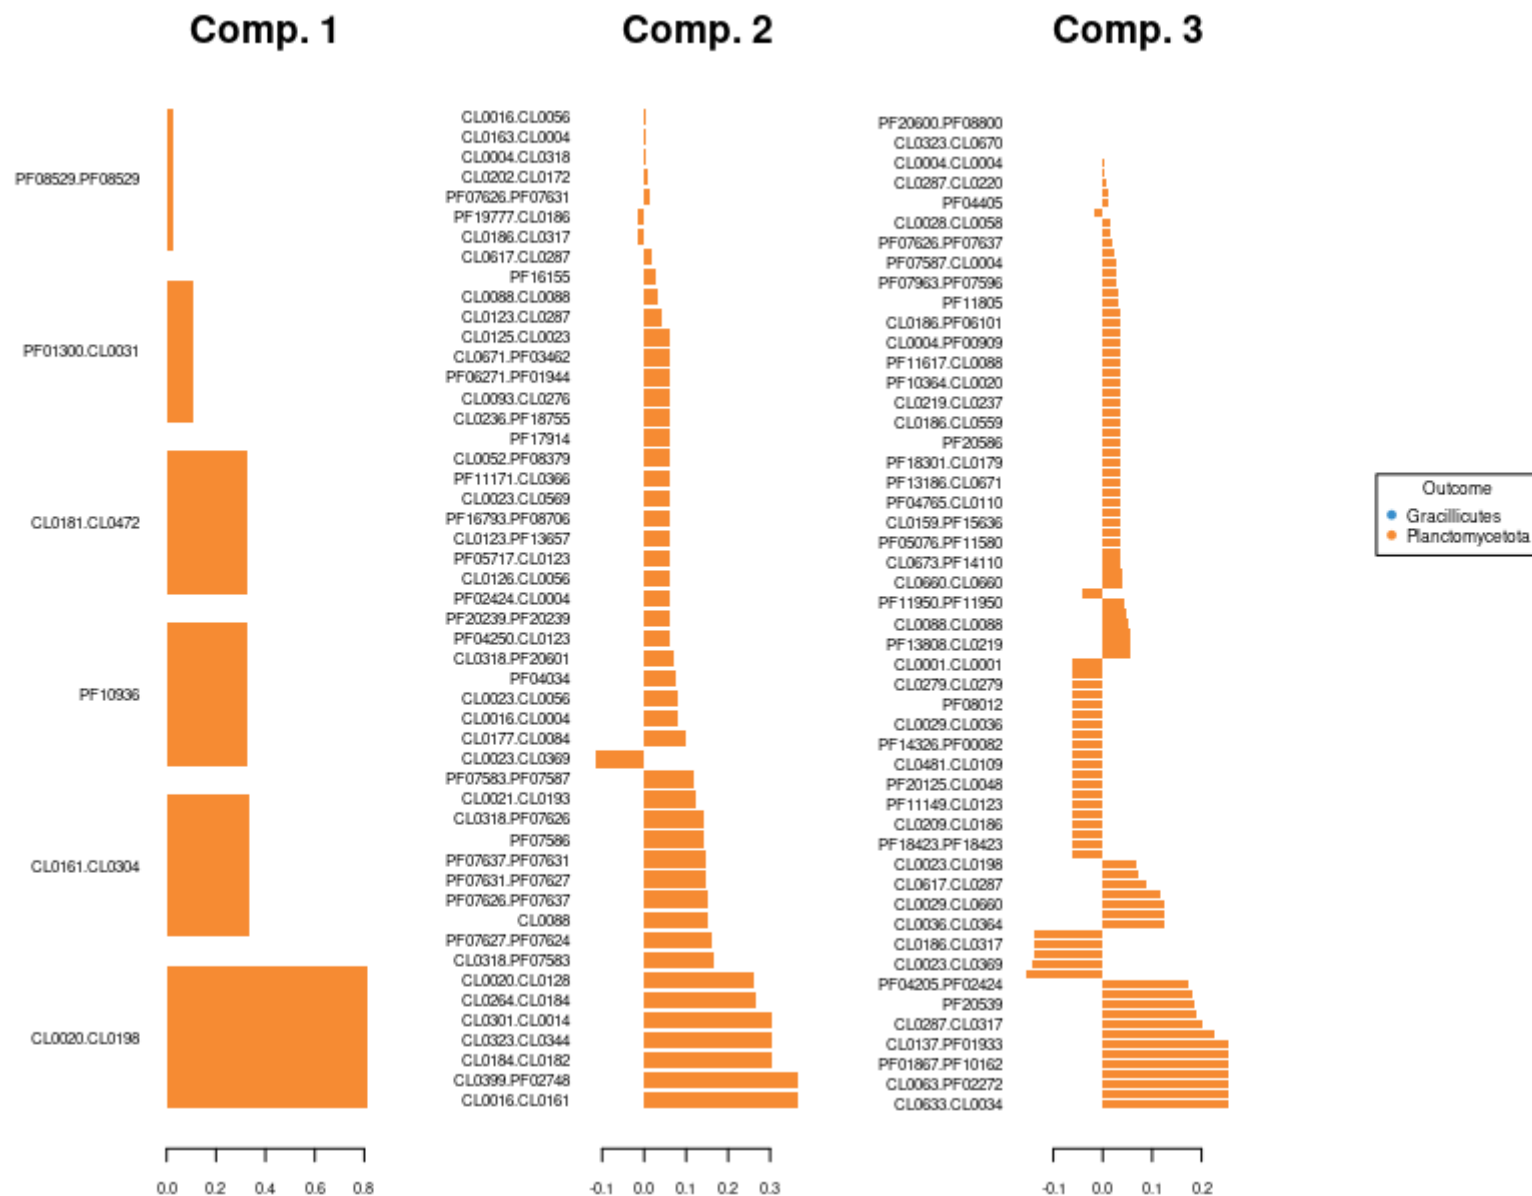 Comp. 1
PF08529.PF08529
PF01300.CL0031
CL0181.CL0472
PF10936
CL0161.CL0304
CL0020.CL0198
0.0 0.2 0.4 0.6 0.8
Comp. 2
CL0016.CL0056
CL0163.CL0004
CL0004.CL0318
CL0202.CL0172
PF07626.PF07631
PF19777.CL0186
CL0186.CL0317
CL0617.CL0287
PF16155
CL0088.CL0088
CL0123.CL0287
CL0125.CL0023
CL0671.PF03462
PF06271.PF01944
CL0093.CL0276
CL0236.PF18755
PF17914
CL0052.PF08379
PF11171.CL0366
CL0023.CL0569
PF16793.PF08706
CL0123.PF13657
PF05717.CL0123
CL0126.CL0056
PF02424.CL0004
PF20239.PF20239
PF04250.CL0123
CL0318.PF20601
PF04034
CL0023.CL0056
CL0016.CL0004
CL0177.CL0084
CL0023.CL0369
PF07583.PF07587
CL0021.CL0193
CL0318.PF07626
PF07586
PF07637.PF07631
PF07631.PF07627
PF07626.PF07637
CL0088
PF07627.PF07624
CL0318.PF07583
CL0020.CL0128
CL0264.CL0184
CL0301.CL0014
CL0323.CL0344
CL0184.CL0182
CL0399.PF02748
CL0016.CL0161
-0.1 0.0 0.1 0.2 0.3
Comp. 3
PF20600.PF08800
CL0323.CL0670
CL0004.CL0004
CL0287.CL0220
PF04405
CL0028.CL0058
PF07626.PF07637
PF07587.CL0004
PF07963.PF07596
PF11805
CL0186.PF06101
CL0004.PF00909
PF11617.CL0088
PF10364.CL0020
CL0219.CL0237
CL0186.CL0559
PF20586
PF18301.CL0179
PF13186.CL0671
PF04765.CL0110
CL0159.PF15636
PF05076.PF11580
CL0673.PF14110
CL0660.CL0660
PF11950.PF11950
CL0088.CL0088
PF13808.CL0219
CL0001.CL0001
CL0279.CL0279
PF08012
CL0029.CL0036
PF14326.PF00082
CL0481.CL0109
PF20125.CL0048
PF11149.CL0123
CL0209.CL0186
PF18423.PF18423
CL0023.CL0198
CL0617.CL0287
CL0029.CL0660
CL0036.CL0364
CL0186.CL0317
CL0023.CL0369
PF04205.PF02424
PF20539
CL0287.CL0317
CL0137.PF01933
PF01867.PF10162
CL0063.PF02272
CL0633.CL0034
-0.1 0.0 0.1 0.2
Outcome
Gracillicutes
Planctomycetota